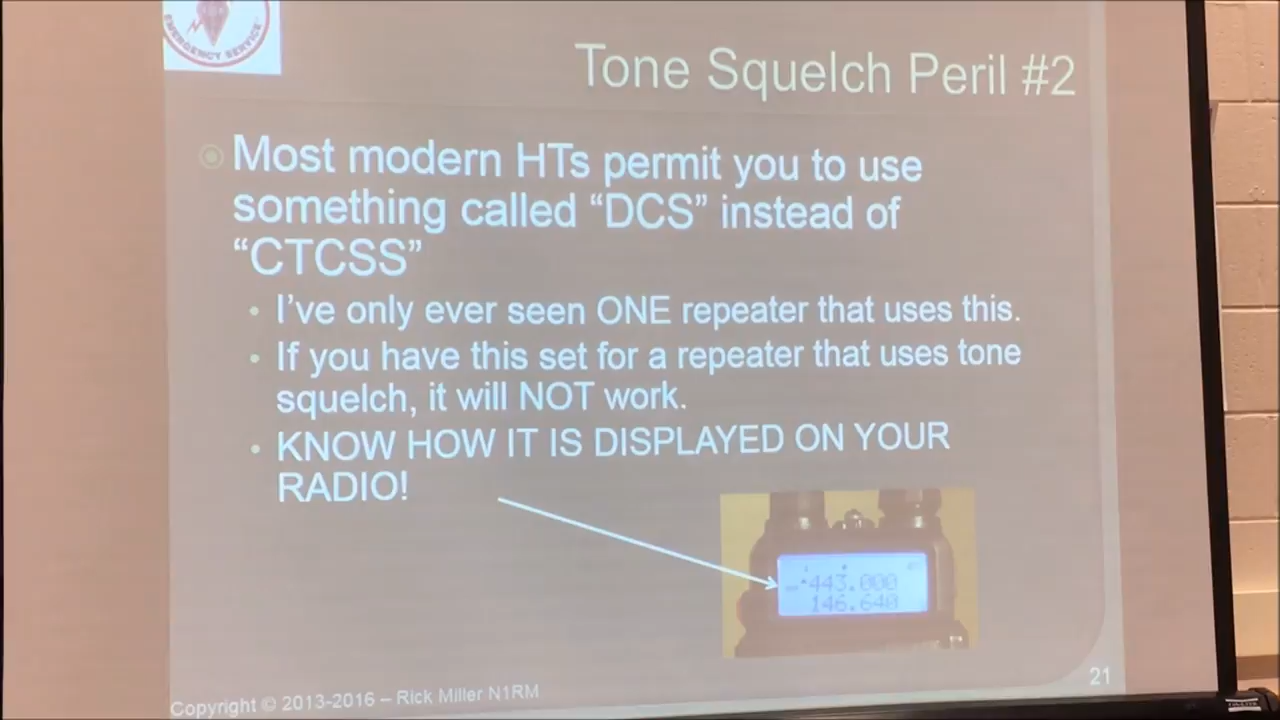 EMERGENCY SERVICE
Tone Squelch Peril #2
Most modern HTs permit you to use
something called “DCS” instead of
“CTCSS”
• I’ve only ever seen ONE repeater that uses this.
• If you have this set for a repeater that uses tone
squelch, it will NOT work.
• KNOW HOW IT IS DISPLAYED ON YOUR
RADIO!
443.000
146.640
Copyright © 2013-2016 – Rick Miller N1RM
21